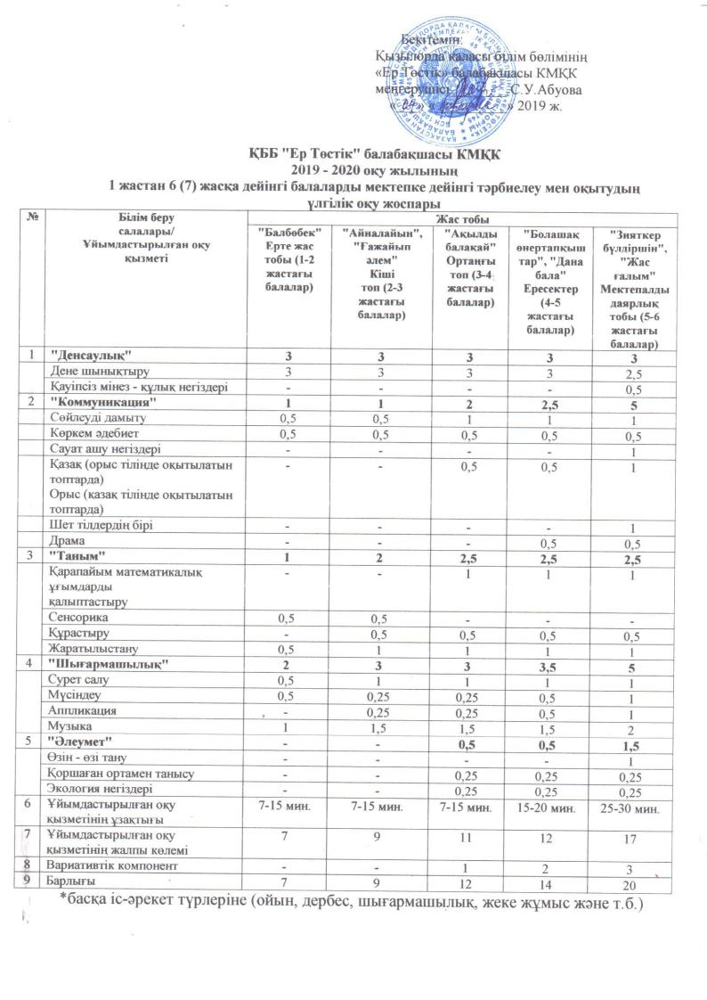 Бекітемін:
Қызылорда қаласы білім бөлімінің
«Ер Төстік» балабақшасы КМҚК
меңгерушісі С.У.Абуова
« » « » 2019 ж.
ҚББ "Ер Төстік" балабақшасы КМҚК
2019 - 2020 оқу жылының
1 жастан 6 (7) жасқа дейінгі балаларды мектепке дейінгі тәрбиелеу мен оқытудың
үлгілік оқу жоспары
№ Білім беру салалары/ Ұйымдастырылған оқу қызметі Жас тобы
"Балбөбек" Ерте жас тобы (1-2 жастағы балалар) "Айналайын", "Ғажайып әлем" Кіші топ (2-3 жастағы балалар) "Ақылды балақай" Ортаңғы топ (3-4 жастағы балалар) "Болашақ өнертапқыш тар", "Дана бала" Ересектер (4-5 жастағы балалар) "Зияткер бүлдіршін", "Жас ғалым" Мектепалды даярлық тобы (5-6 жастағы балалар)
1 "Денсаулық" 3 3 3 3 3
Дене шынықтыру 3 3 3 3 2,5
Қауіпсіз мінез - құлық негіздері - - - - 0,5
2 "Коммуникация" 1 1 2 2,5 5
Сөйлеуді дамыту 0,5 0,5 1 1 1
Көркем әдебиет 0,5 0,5 0,5 0,5 0,5
Сауат ашу негіздері - - - - 1
Қазақ (орыс тілінде оқытылатын - - 0,5 0,5 1
топтарда)
Орыс (қазақ тілінде оқытылатын
топтарда)
Шет тілдердің бірі - - - - 1
Драма - - - 0,5 0,5
3 "Таным" 1 2 2,5 2,5 2,5
Қарапайым математикалық - - 1 1 1
ұғымдарды
қалыптастыру
Сенсорика 0,5 0,5 - - -
Құрастыру - 0,5 0,5 0,5 0,5
Жаратылыстану 0,5 1 1 1 1
4 "Шығармашылық" 2 3 3 3,5 5
Сурет салу 0,5 1 1 1 1
Мүсіндеу 0,5 0,25 0,25 0,5 1
Аппликация - 0,25 0,25 0,5 1
Музыка 1 1,5 1,5 1,5 2
5 "Әлеумет" - - 0,5 0,5 1,5
Өзін - өзі тану - - - - 1
Қоршаған ортамен танысу - - 0,25 0,25 0,25
Экология негіздері - - 0,25 0,25 0,25
6 Ұйымдастырылған оқу 7-15 мин. 7-15 мин. 7-15 мин. 15-20 мин. 25-30 мин.
қызметінің ұзақтығы
7 Ұйымдастырылған оқу 7 9 11 12 17
қызметінің жалпы көлемі
8 Вариативтік компонент - - 1 2 3
9 Барлығы 7 9 12 14 20
*басқа іс-әрекет түрлеріне (ойын, дербес, шығармашылық, жеке жұмыс және т.б.)